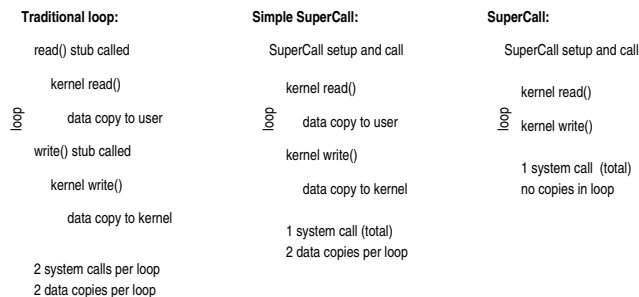 Traditional loop:
read() stub called
kernel read()
data copy to user
loop
write() stub called
kernel write()
data copy to kernel
2 system calls per loop
2 data copies per loop
Simple SuperCall:
SuperCall setup and call
kernel read()
loop
data copy to user
kernel write()
data copy to kernel
1 system call (total)
2 data copies per loop
SuperCall:
SuperCall setup and call
kernel read()
loop
kernel write()
1 system call (total)
no copies in loop